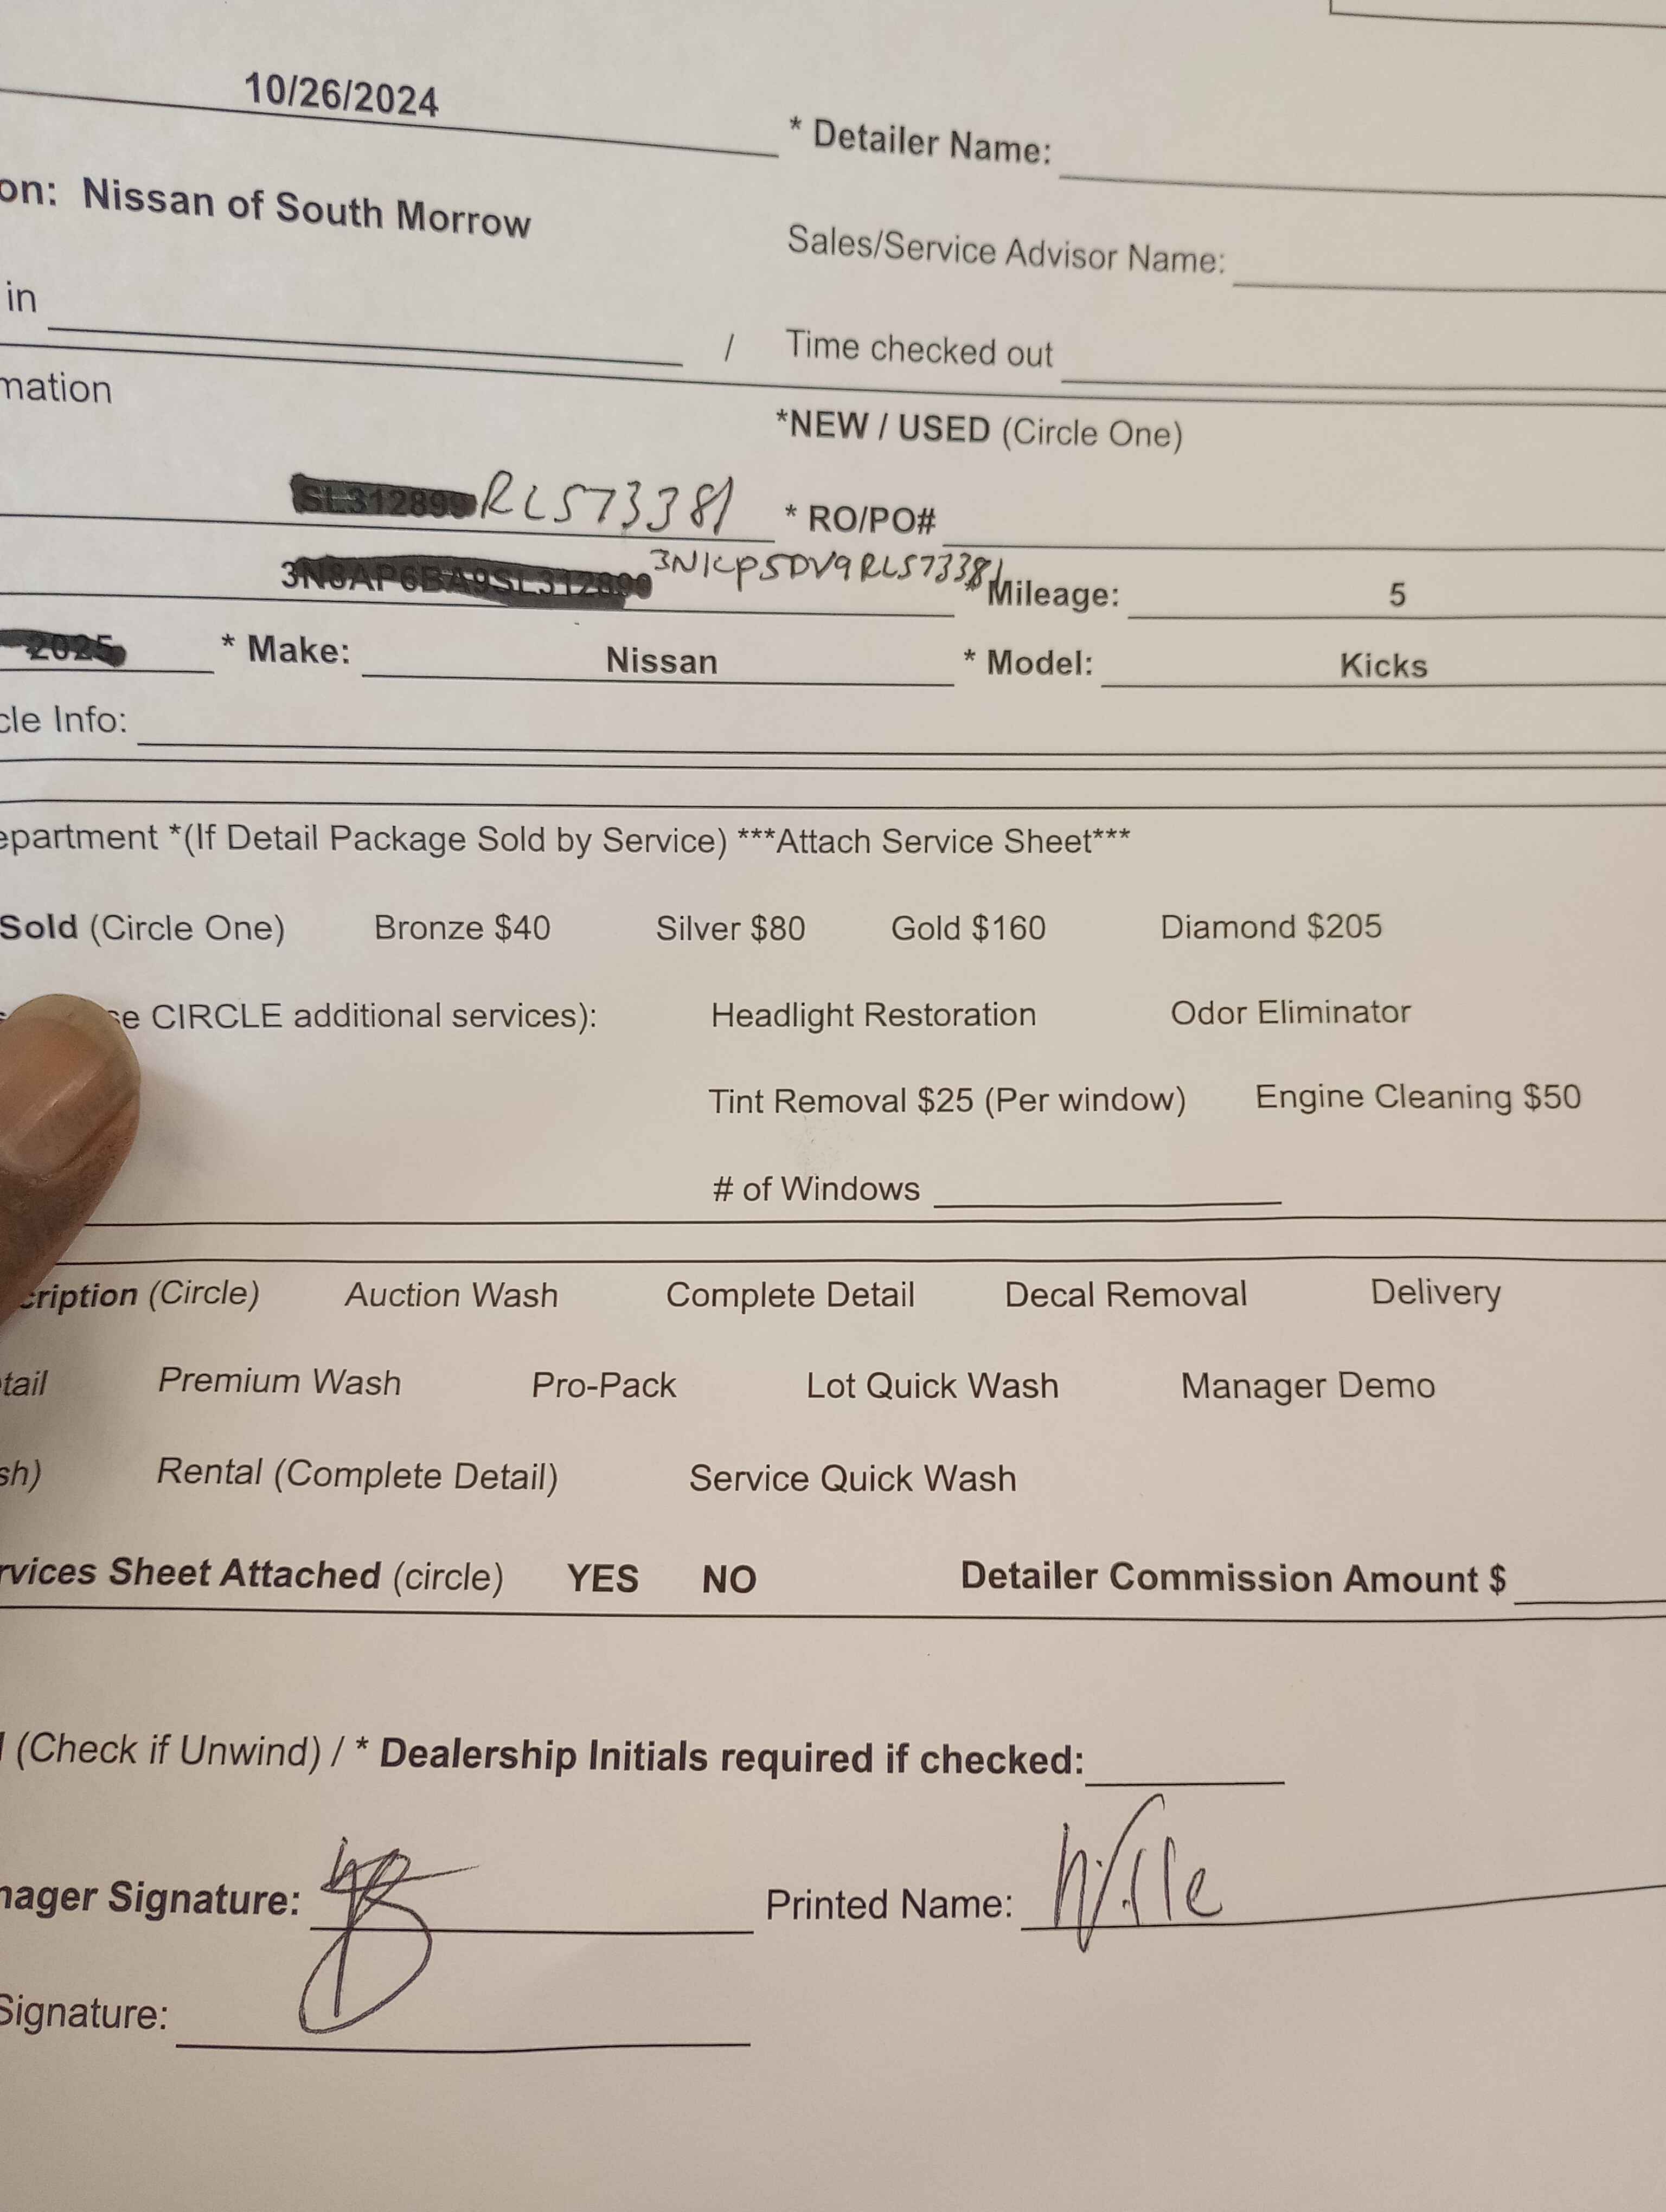 10/26/2024 * Detailer Name:
on: Nissan of South Morrow Sales/Service Advisor Name:
in / Time checked out
mation
*NEW / USED (Circle One)
SL312899 RL573381 * RO/PO#
3N8AP6BA9SL312899 3N1CP5DV9RL573381 * Mileage: 5
2025 * Make: Nissan * Model: Kicks
cle Info:
epartment *(If Detail Package Sold by Service) ***Attach Service Sheet***
Sold (Circle One) Bronze $40 Silver $80 Gold $160 Diamond $205
se CIRCLE additional services): Headlight Restoration Odor Eliminator
Tint Removal $25 (Per window) Engine Cleaning $50
# of Windows
cription (Circle) Auction Wash Complete Detail Decal Removal Delivery
tail Premium Wash Pro-Pack Lot Quick Wash Manager Demo
sh) Rental (Complete Detail) Service Quick Wash
rvices Sheet Attached (circle) YES NO Detailer Commission Amount $
(Check if Unwind) / * Dealership Initials required if checked:
nager Signature: Printed Name: Wille
Signature: